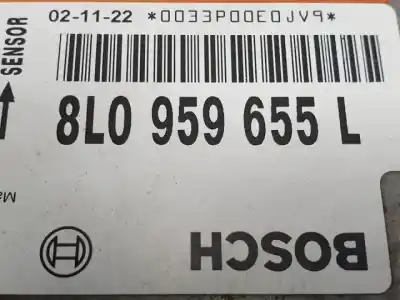 02-11-22 *0033P00E0JV9*
SENSOR
8L0 959 655 L
BOSCH